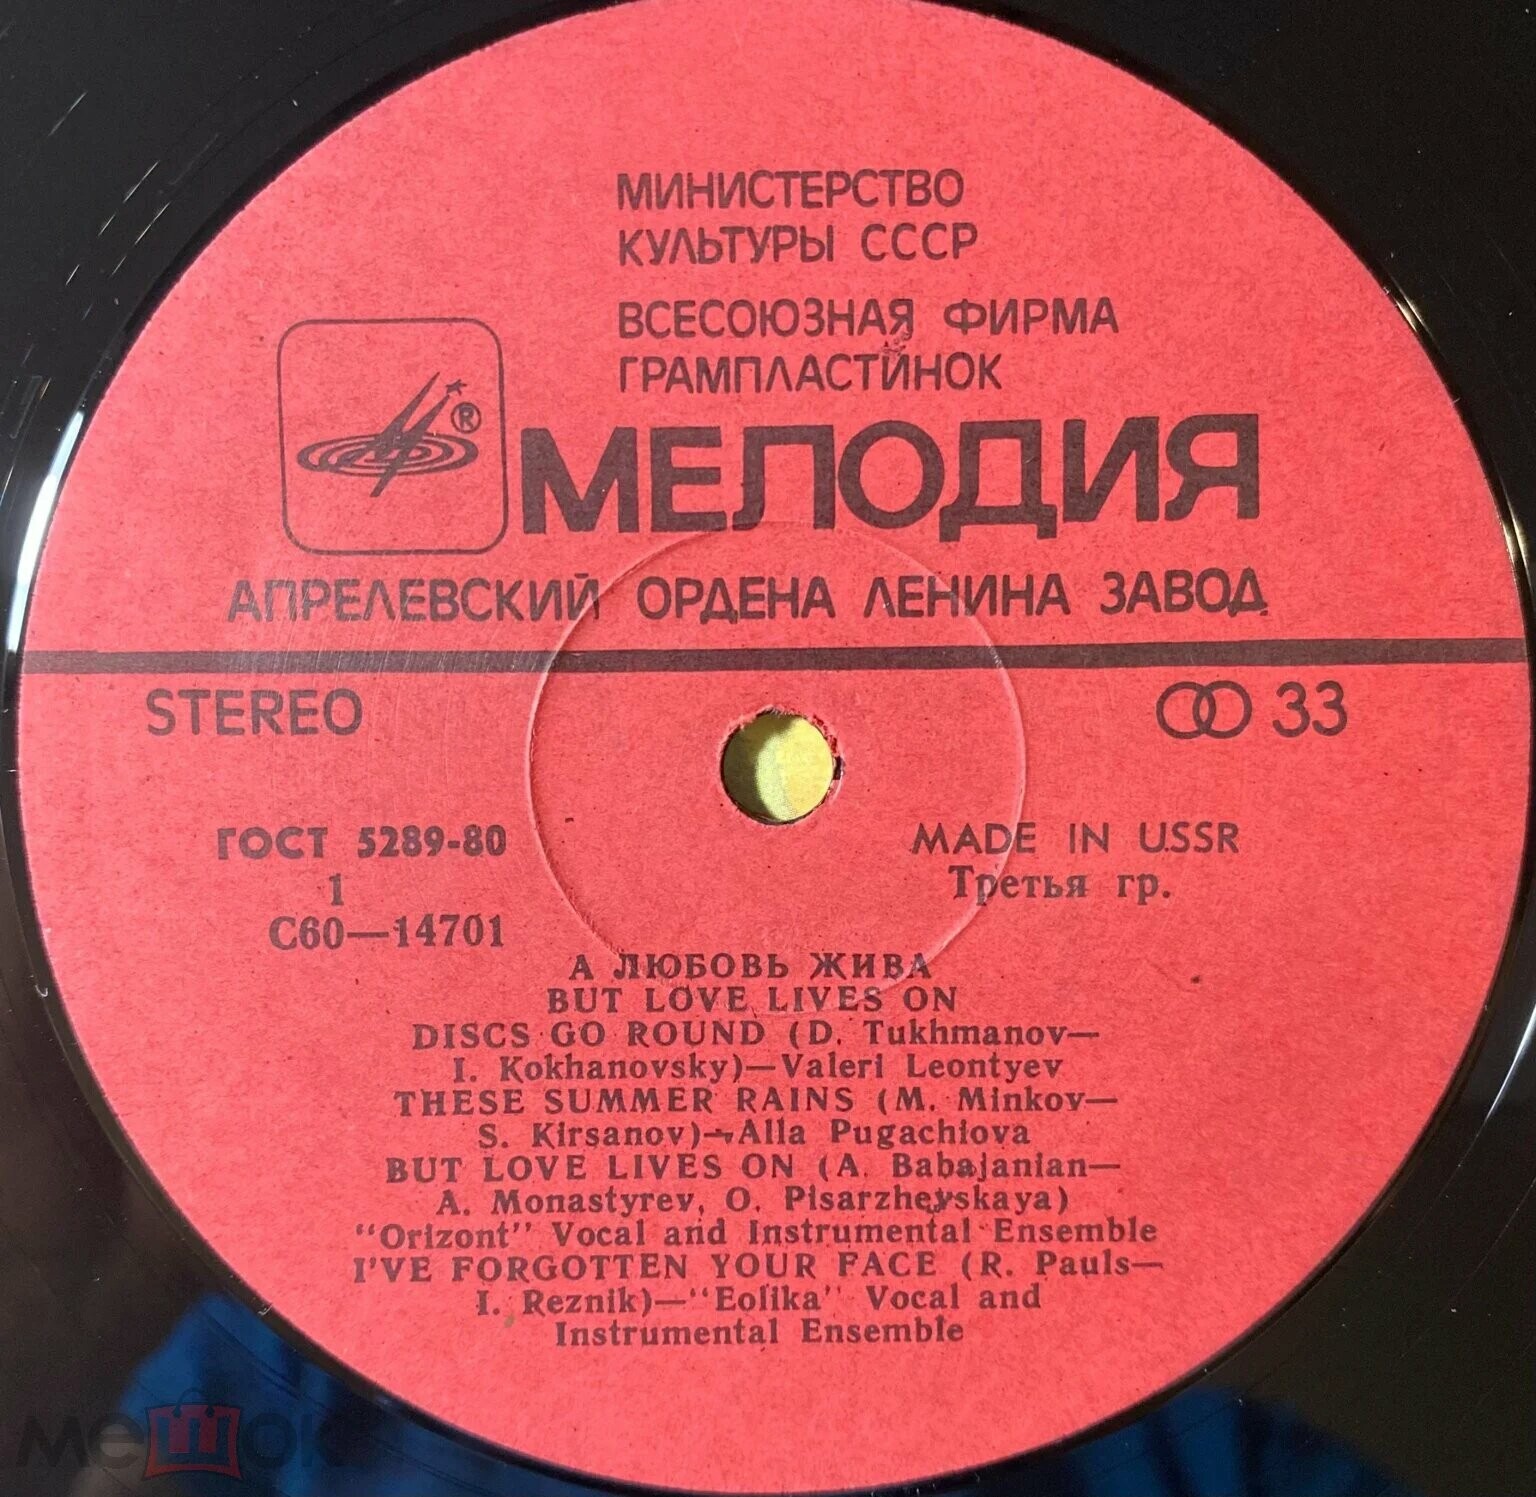 МИНИСТЕРСТВО
КУЛЬТУРЫ СССР
ВСЕСОЮЗНАЯ ФИРМА
ГРАМПЛАСТИНОК
®
МЕЛОДИЯ
АПРЕЛЕВСКИЙ ОРДЕНА ЛЕНИНА ЗАВОД
STEREO
33
ГОСТ 5289-80
MADE IN USSR
1
Третья гр.
С60—14701
А ЛЮБОВЬ ЖИВА
BUT LOVE LIVES ON
DISCS GO ROUND (D. Tukhmanov—
I. Kokhanovsky)—Valeri Leontyev
THESE SUMMER RAINS (M. Minkov—
S. Kirsanov)—Alla Pugachiova
BUT LOVE LIVES ON (A. Babajanian—
A. Monastyrev, O. Pisarzhevskaya)
"Orizont" Vocal and Instrumental Ensemble
I'VE FORGOTTEN YOUR FACE (R. Pauls—
I. Reznik)—"Eolika" Vocal and
Instrumental Ensemble
мешок